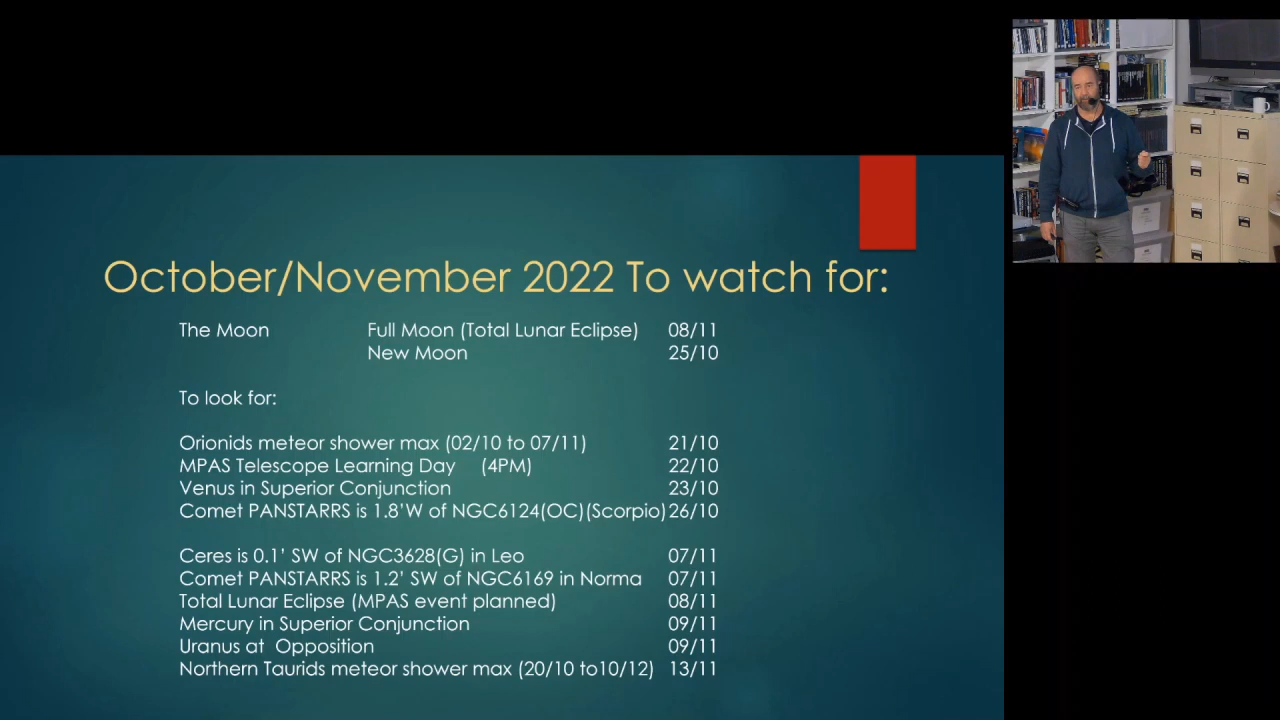 October/November 2022 To watch for:
The Moon Full Moon (Total Lunar Eclipse) 08/11
New Moon 25/10
To look for:
Orionids meteor shower max (02/10 to 07/11) 21/10
MPAS Telescope Learning Day (4PM) 22/10
Venus in Superior Conjunction 23/10
Comet PANSTARRS is 1.8’W of NGC6124(OC)(Scorpio) 26/10
Ceres is 0.1’ SW of NGC3628(G) in Leo 07/11
Comet PANSTARRS is 1.2’ SW of NGC6169 in Norma 07/11
Total Lunar Eclipse (MPAS event planned) 08/11
Mercury in Superior Conjunction 09/11
Uranus at Opposition 09/11
Northern Taurids meteor shower max (20/10 to10/12) 13/11